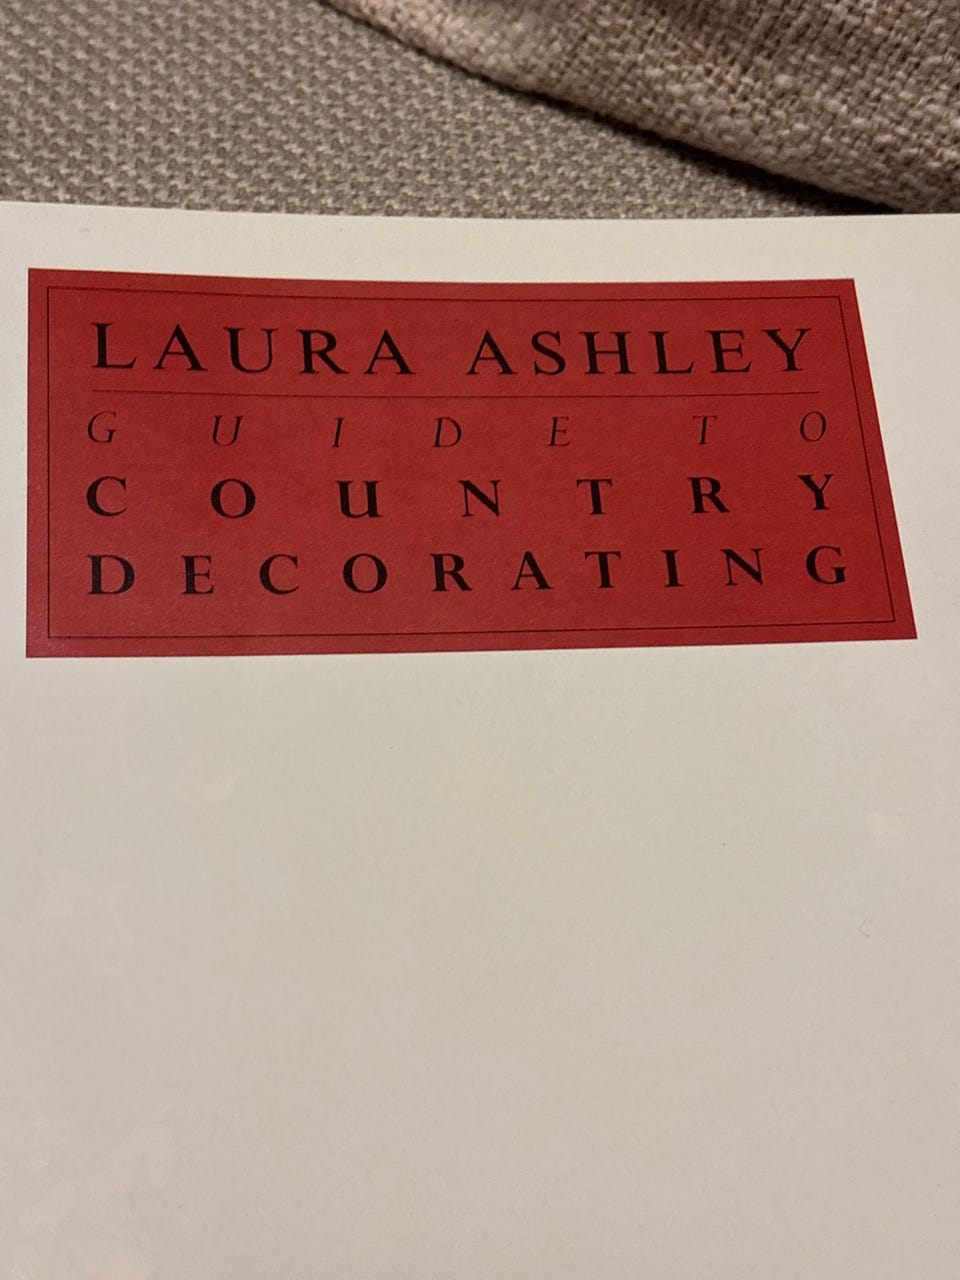 LAURA ASHLEY
GUIDE TO
COUNTRY
DECORATING